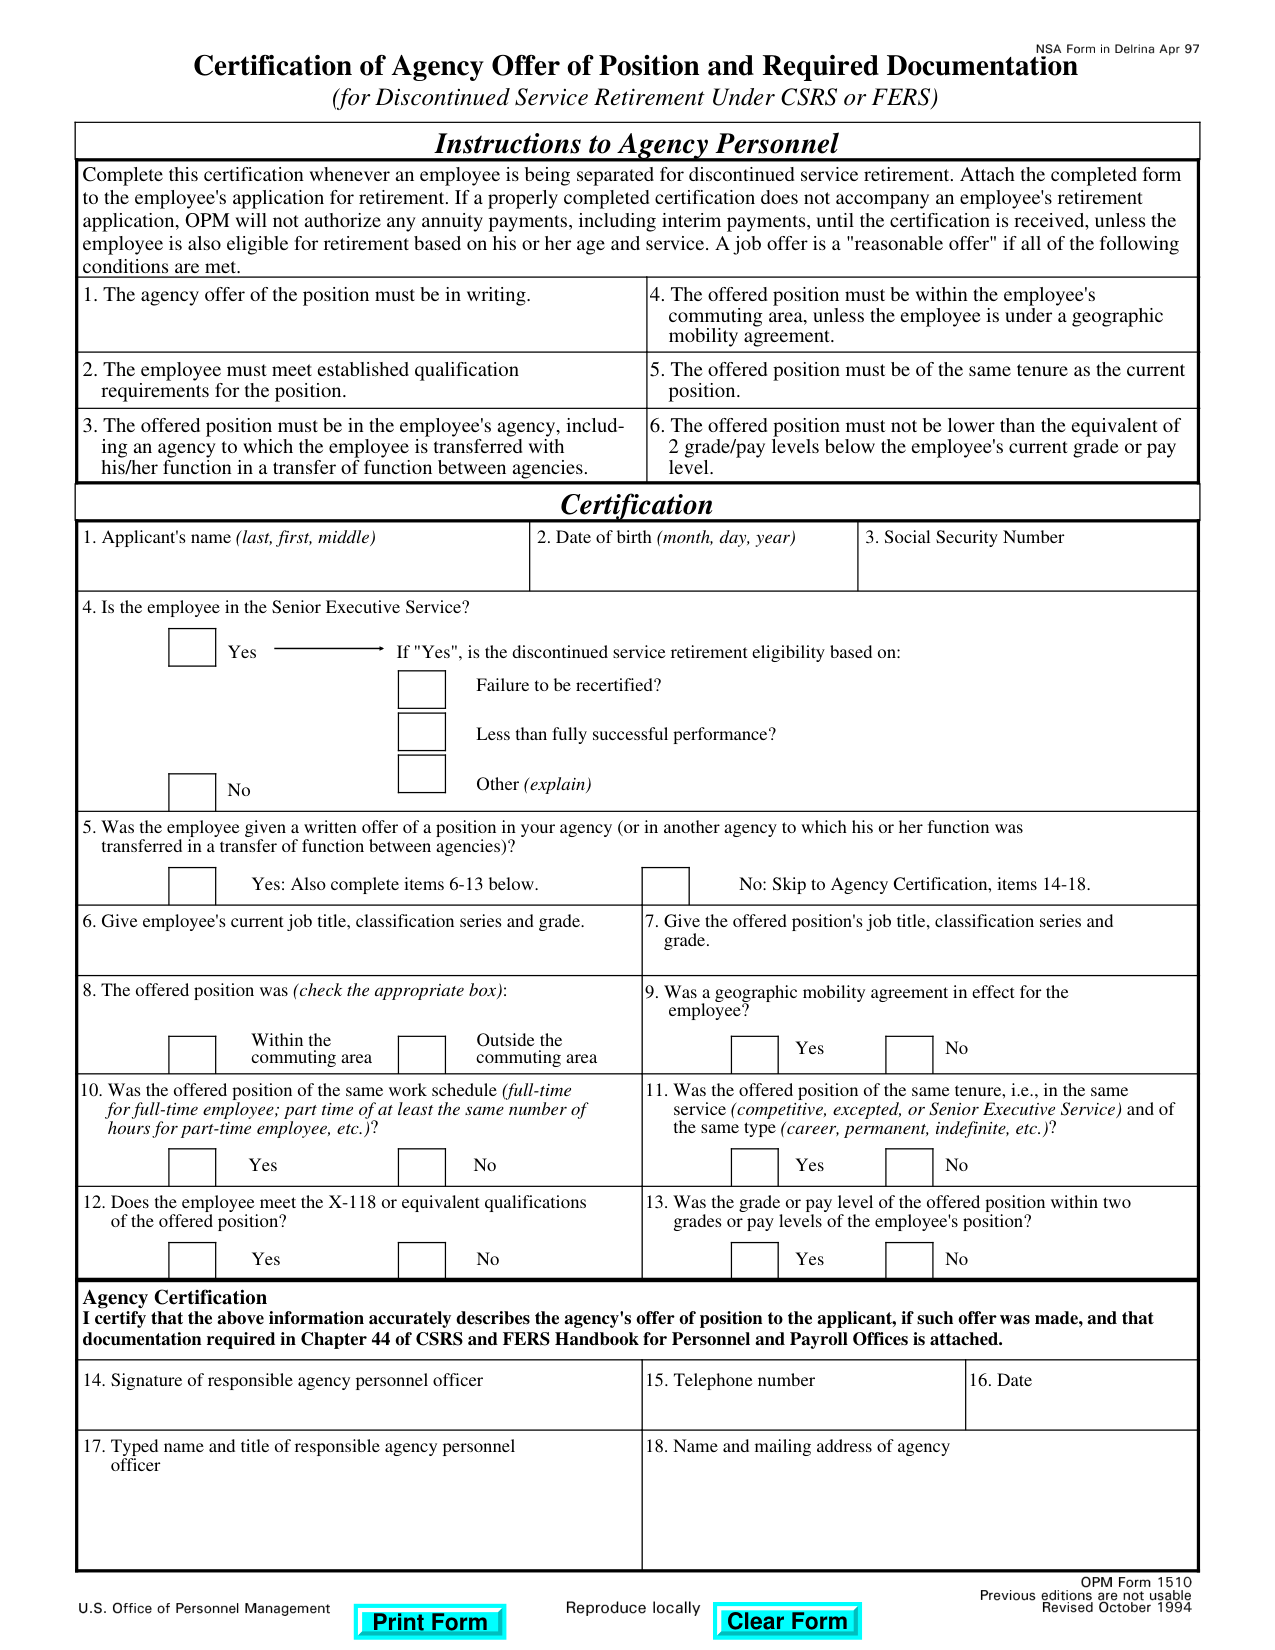 NSA Form in Delrina Apr 97
Certification of Agency Offer of Position and Required Documentation
(for Discontinued Service Retirement Under CSRS or FERS)
Instructions to Agency Personnel
Complete this certification whenever an employee is being separated for discontinued service retirement. Attach the completed form
to the employee's application for retirement. If a properly completed certification does not accompany an employee's retirement
application, OPM will not authorize any annuity payments, including interim payments, until the certification is received, unless the
employee is also eligible for retirement based on his or her age and service. A job offer is a "reasonable offer" if all of the following
conditions are met.
1. The agency offer of the position must be in writing.
4. The offered position must be within the employee's
commuting area, unless the employee is under a geographic
mobility agreement.
2. The employee must meet established qualification
requirements for the position.
5. The offered position must be of the same tenure as the current
position.
3. The offered position must be in the employee's agency, includ-
ing an agency to which the employee is transferred with
his/her function in a transfer of function between agencies.
6. The offered position must not be lower than the equivalent of
2 grade/pay levels below the employee's current grade or pay
level.
Certification
1. Applicant's name (last, first, middle)
2. Date of birth (month, day, year)
3. Social Security Number
4. Is the employee in the Senior Executive Service?
Yes
If "Yes", is the discontinued service retirement eligibility based on:
Failure to be recertified?
Less than fully successful performance?
Other (explain)
No
5. Was the employee given a written offer of a position in your agency (or in another agency to which his or her function was
transferred in a transfer of function between agencies)?
Yes: Also complete items 6-13 below.
No: Skip to Agency Certification, items 14-18.
6. Give employee's current job title, classification series and grade.
7. Give the offered position's job title, classification series and
grade.
8. The offered position was (check the appropriate box):
Within the
commuting area
Outside the
commuting area
9. Was a geographic mobility agreement in effect for the
employee?
Yes
No
10. Was the offered position of the same work schedule (full-time
for full-time employee; part time of at least the same number of
hours for part-time employee, etc.)?
Yes
No
11. Was the offered position of the same tenure, i.e., in the same
service (competitive, excepted, or Senior Executive Service) and of
the same type (career, permanent, indefinite, etc.)?
Yes
No
12. Does the employee meet the X-118 or equivalent qualifications
of the offered position?
Yes
No
13. Was the grade or pay level of the offered position within two
grades or pay levels of the employee's position?
Yes
No
Agency Certification
I certify that the above information accurately describes the agency's offer of position to the applicant, if such offer was made, and that
documentation required in Chapter 44 of CSRS and FERS Handbook for Personnel and Payroll Offices is attached.
14. Signature of responsible agency personnel officer
15. Telephone number
16. Date
17. Typed name and title of responsible agency personnel
officer
18. Name and mailing address of agency
OPM Form 1510
Previous editions are not usable
Revised October 1994
U.S. Office of Personnel Management
Print Form
Reproduce locally
Clear Form